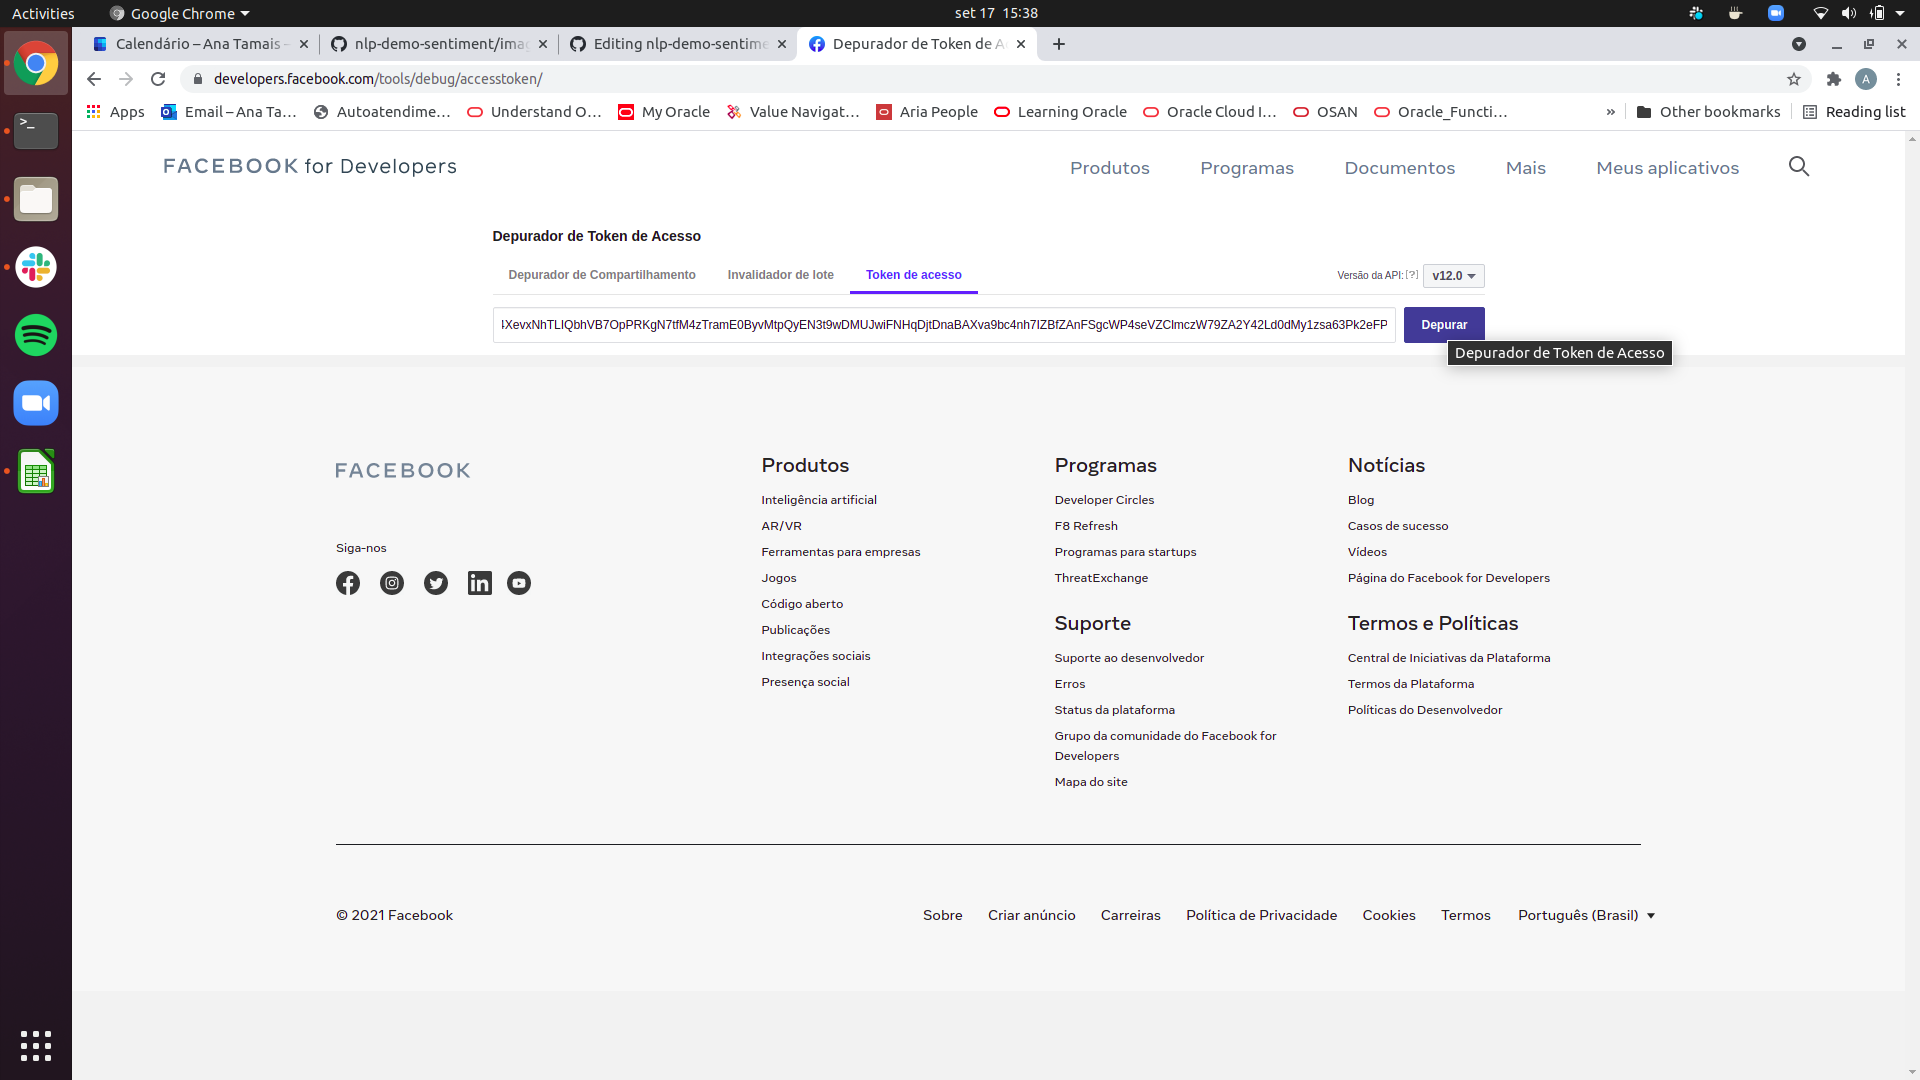 Activities
Google Chrome
set 17 15:38
Calendário – Ana Tamais –
nlp-demo-sentiment/ima
Editing nlp-demo-sentime
Depurador de Token de A
developers.facebook.com/tools/debug/accesstoken/
Apps
Email – Ana Ta…
Autoatendime…
Understand O…
My Oracle
Value Navigat…
Aria People
Learning Oracle
Oracle Cloud I…
OSAN
Oracle_Functi…
»
Other bookmarks
Reading list
FACEBOOK for Developers
Produtos
Programas
Documentos
Mais
Meus aplicativos
Depurador de Token de Acesso
Depurador de Compartilhamento
Invalidador de lote
Token de acesso
Versão da API: [?]
v12.0
Depurar
Depurador de Token de Acesso
FACEBOOK
Siga-nos
Produtos
Inteligência artificial
AR/VR
Ferramentas para empresas
Jogos
Código aberto
Publicações
Integrações sociais
Presença social
Programas
Developer Circles
F8 Refresh
Programas para startups
ThreatExchange
Suporte
Suporte ao desenvolvedor
Erros
Status da plataforma
Grupo da comunidade do Facebook for
Developers
Mapa do site
Notícias
Blog
Casos de sucesso
Vídeos
Página do Facebook for Developers
Termos e Políticas
Central de Iniciativas da Plataforma
Termos da Plataforma
Políticas do Desenvolvedor
© 2021 Facebook
Sobre
Criar anúncio
Carreiras
Política de Privacidade
Cookies
Termos
Português (Brasil)